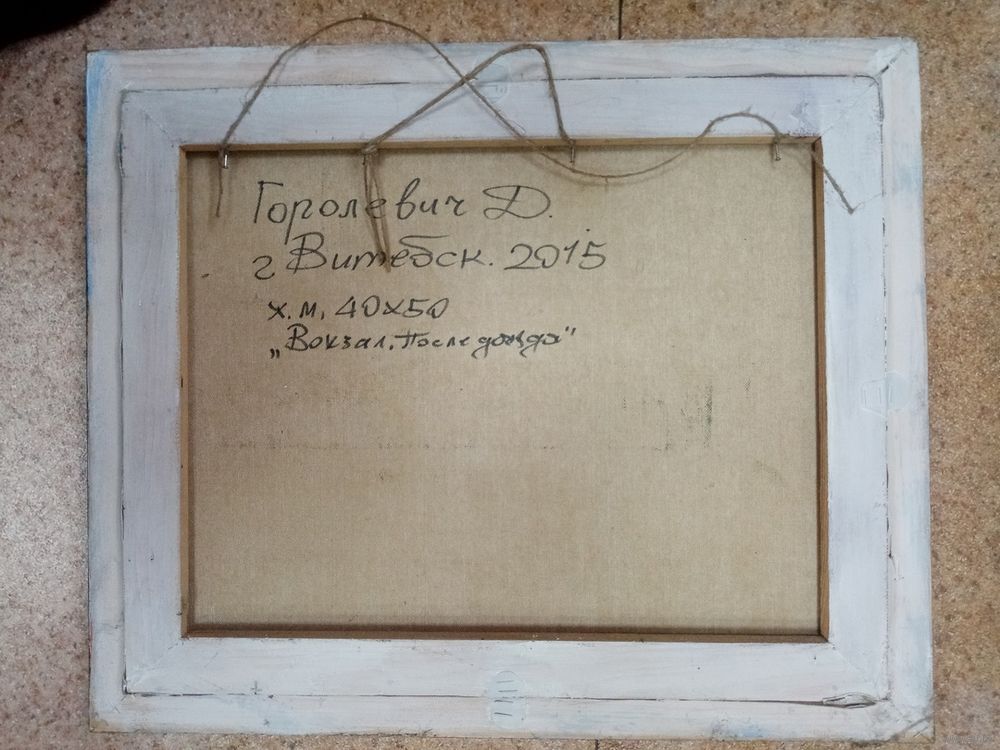 Горолевич Д.
г Витебск. 2015
х.м. 40х50
„Вокзал. После дождя"